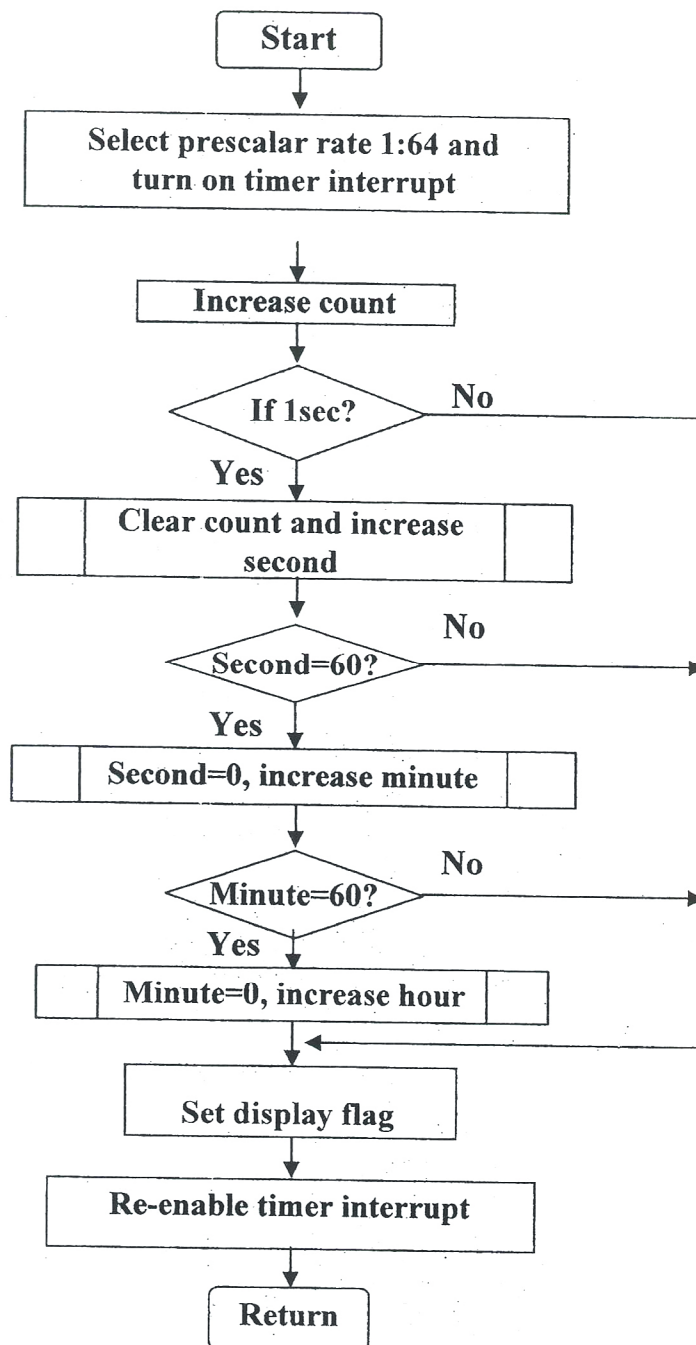 Start
Select prescalar rate 1:64 and
turn on timer interrupt
Increase count
If 1sec?
No
Yes
Clear count and increase
second
No
Second=60?
Yes
Second=0, increase minute
No
Minute=60?
Yes
Minute=0, increase hour
Set display flag
Re-enable timer interrupt
Return